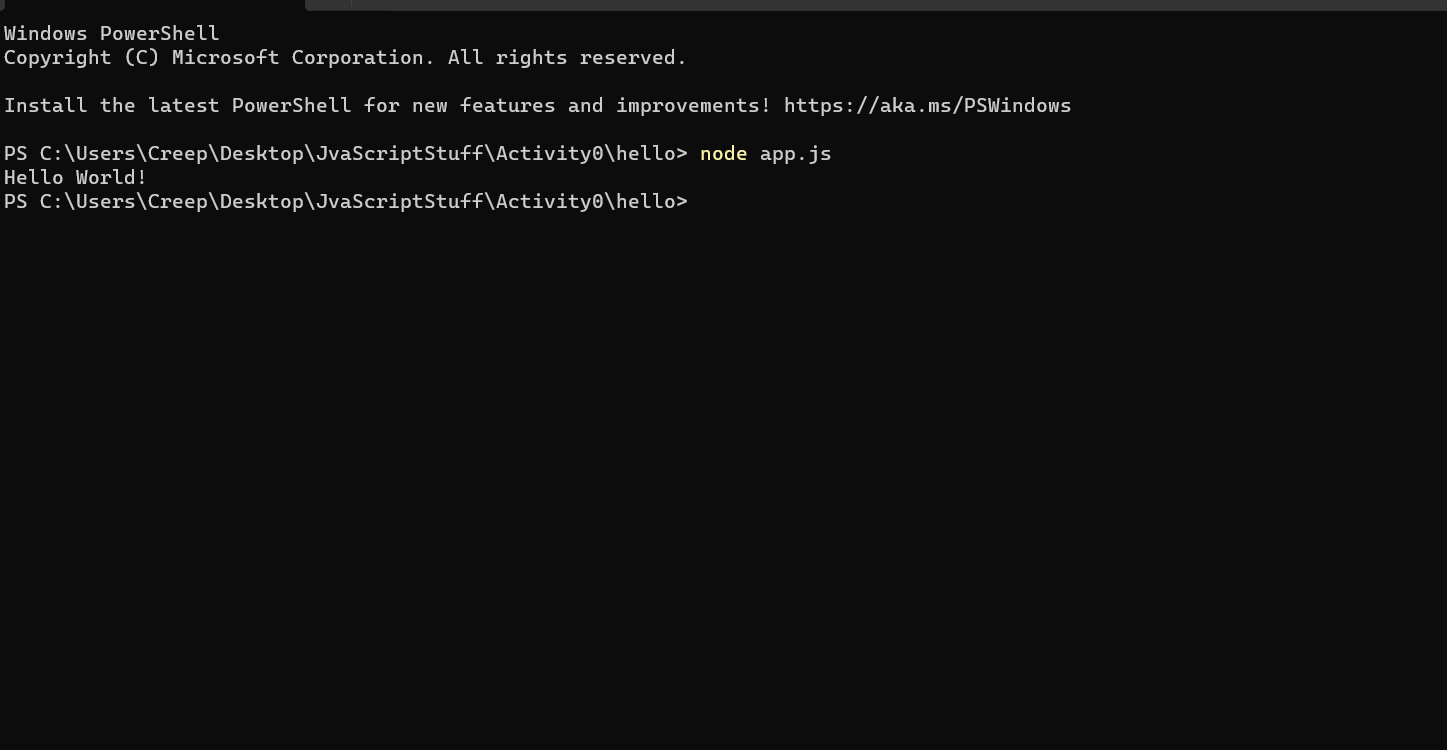 Windows PowerShell
Copyright (C) Microsoft Corporation. All rights reserved.
Install the latest PowerShell for new features and improvements! https://aka.ms/PSWindows
PS C:\Users\Creep\Desktop\JvaScriptStuff\Activity0\hello> node app.js
Hello World!
PS C:\Users\Creep\Desktop\JvaScriptStuff\Activity0\hello>